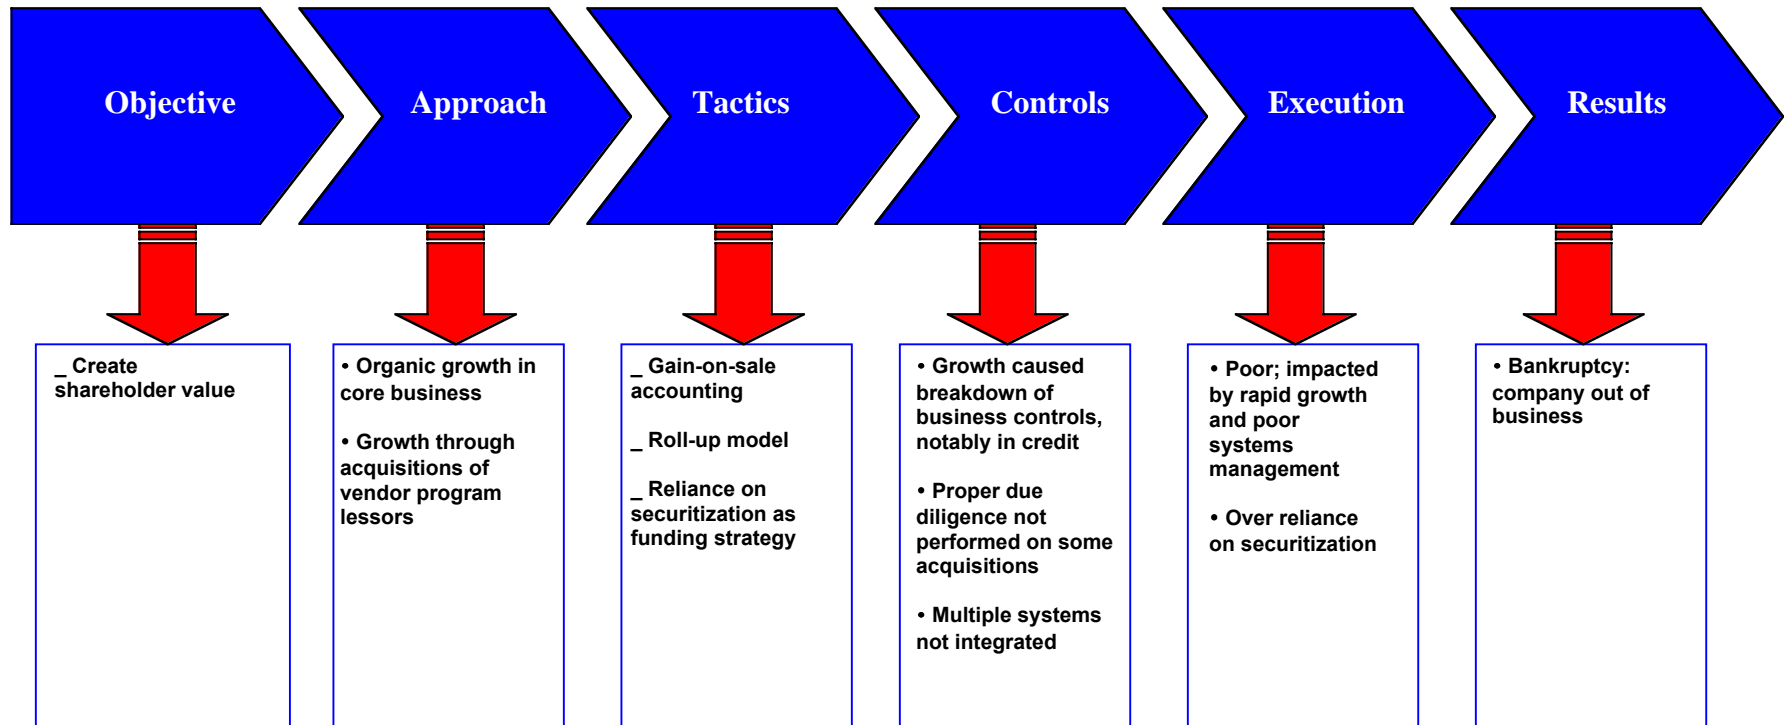 Objective
Approach
Tactics
Controls
Execution
Results
_ Create
shareholder value
• Organic growth in
core business
• Growth through
acquisitions of
vendor program
lessors
_ Gain-on-sale
accounting
_ Roll-up model
_ Reliance on
securitization as
funding strategy
• Growth caused
breakdown of
business controls,
notably in credit
• Proper due
diligence not
performed on some
acquisitions
• Multiple systems
not integrated
• Poor; impacted
by rapid growth
and poor
systems
management
• Over reliance
on securitization
• Bankruptcy:
company out of
business